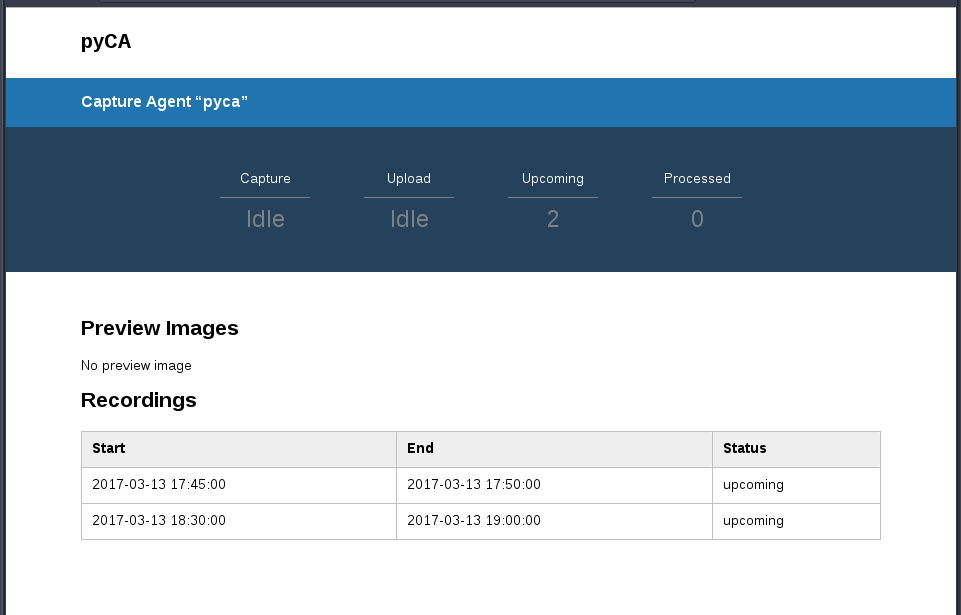 pyCA
Capture Agent “pyca”
Capture Upload Upcoming Processed
Idle Idle 2 0
Preview Images
No preview image
Recordings
Start End Status
2017-03-13 17:45:00 2017-03-13 17:50:00 upcoming
2017-03-13 18:30:00 2017-03-13 19:00:00 upcoming